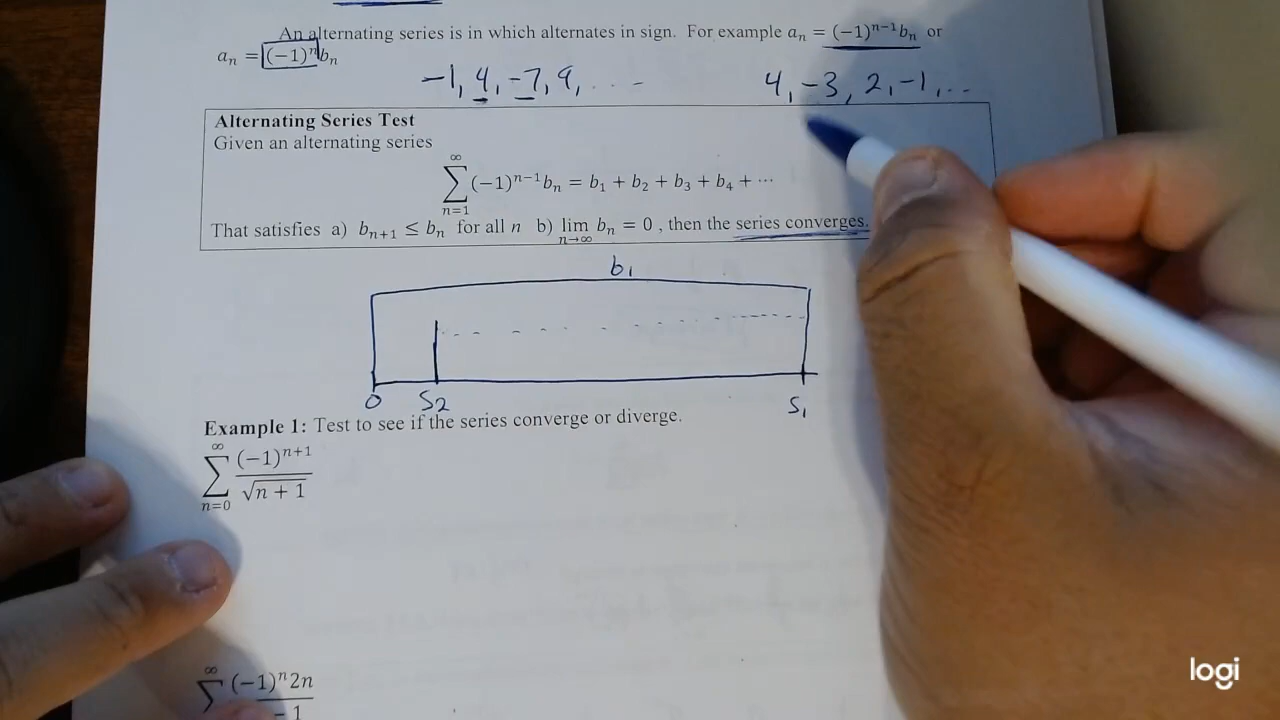 An alternating series is in which alternates in sign. For example aₙ = (−1)ⁿ⁻¹bₙ or
aₙ = (−1)ⁿbₙ
−1, 4, −7, 9, ...
4, −3, 2, −1, ...
Alternating Series Test
Given an alternating series
∑_{n=1}^{∞} (−1)ⁿ⁻¹bₙ = b₁ + b₂ + b₃ + b₄ + ⋯
That satisfies a) bₙ₊₁ ≤ bₙ for all n b) lim_{n→∞} bₙ = 0 , then the series converges.
b₁
0 S₂ S₁
Example 1: Test to see if the series converge or diverge.
∑_{n=0}^{∞} (−1)ⁿ⁺¹/√(n + 1)
∞ ∑ (−1)ⁿ2n
− 1
logi